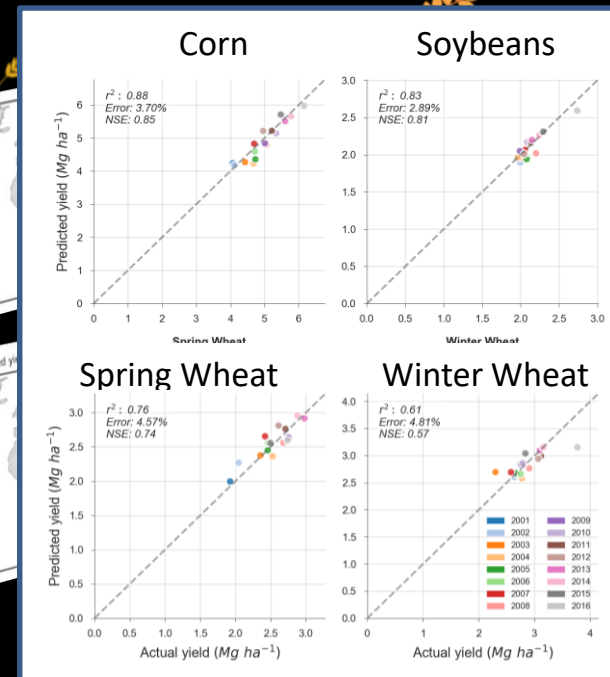 Corn
Soybeans
r² : 0.88
Error: 3.70%
NSE: 0.85
Predicted yield (Mg ha⁻¹)
6
5
4
3
2
1
0
0 1 2 3 4 5 6
Spring Wheat
r² : 0.83
Error: 2.89%
NSE: 0.81
3.0
2.5
2.0
1.5
1.0
0.5
0.0
0.0 0.5 1.0 1.5 2.0 2.5 3.0
Winter Wheat
Spring Wheat
Winter Wheat
r² : 0.76
Error: 4.57%
NSE: 0.74
Predicted yield (Mg ha⁻¹)
3.0
2.5
2.0
1.5
1.0
0.5
0.0
0.0 0.5 1.0 1.5 2.0 2.5 3.0
Actual yield (Mg ha⁻¹)
r² : 0.61
Error: 4.81%
NSE: 0.57
4.0
3.5
3.0
2.5
2.0
1.5
1.0
0.5
0.0
2001 2009
2002 2010
2003 2011
2004 2012
2005 2013
2006 2014
2007 2015
2008 2016
0 1 2 3 4
Actual yield (Mg ha⁻¹)